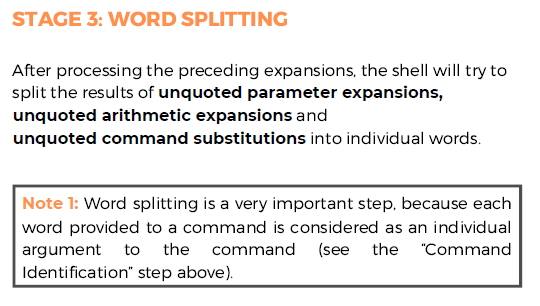 STAGE 3: WORD SPLITTING
After processing the preceding expansions, the shell will try to
split the results of unquoted parameter expansions,
unquoted arithmetic expansions and
unquoted command substitutions into individual words.
Note 1: Word splitting is a very important step, because each
word provided to a command is considered as an individual
argument to the command (see the “Command
Identification” step above).